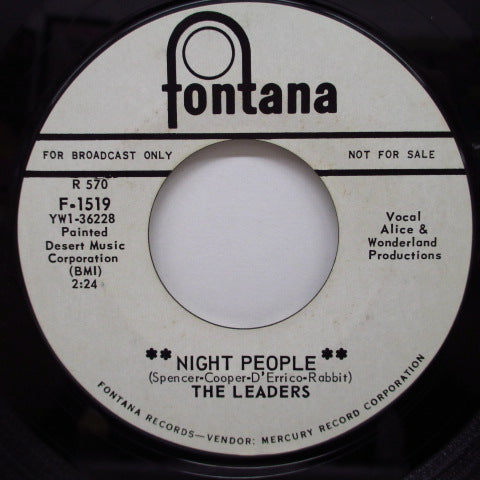 fontana
FOR BROADCAST ONLY
NOT FOR SALE
R 570
F-1519
YW1-36228
Painted
Desert Music
Corporation
(BMI)
2:24
Vocal
Alice &
Wonderland
Productions
**NIGHT PEOPLE**
(Spencer-Cooper-D'Errico-Rabbit)
THE LEADERS
FONTANA RECORDS—VENDOR: MERCURY RECORD CORPORATION